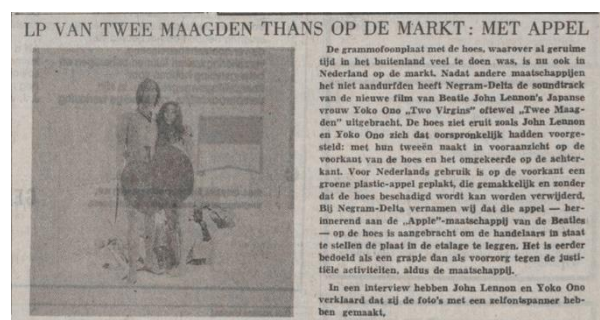 LP VAN TWEE MAAGDEN THANS OP DE MARKT: MET APPEL
De grammofoonplaat met de hoes, waarover al geruime
tijd in het buitenland veel te doen was, is nu ook in
Nederland op de markt. Nadat andere maatschappijen
het niet aandurfden heeft Negram-Delta de soundtrack
van de nieuwe film van Beatle John Lennon's Japanse
vrouw Yoko Ono „Two Virgins" oftewel „Twee Maag-
den" uitgebracht. De hoes ziet eruit zoals John Lennon
en Yoko Ono zich dat oorspronkelijk hadden voorge-
steld: met hun tweeën naakt in vooraanzicht op de
voorkant van de hoes en het omgekeerde op de achter-
kant. Voor Nederlands gebruik is op de voorkant een
groene plastic-appel geplakt, die gemakkelijk en zonder
dat de hoes beschadigd wordt kan worden verwijderd.
Bij Negram-Delta vernamen wij dat die appel — her-
innerend aan de „Apple"-maatschappij van de Beatles
— op de hoes is aangebracht om de handelaars in staat
te stellen de plaat in de etalage te leggen. Het is eerder
bedoeld als een grapje dan als voorzorg tegen de justi-
tiële activiteiten, aldus de maatschappij.
In een interview hebben John Lennon en Yoko Ono
verklaard dat zij de foto's met een zelfontspanner heb-
ben gemaakt.